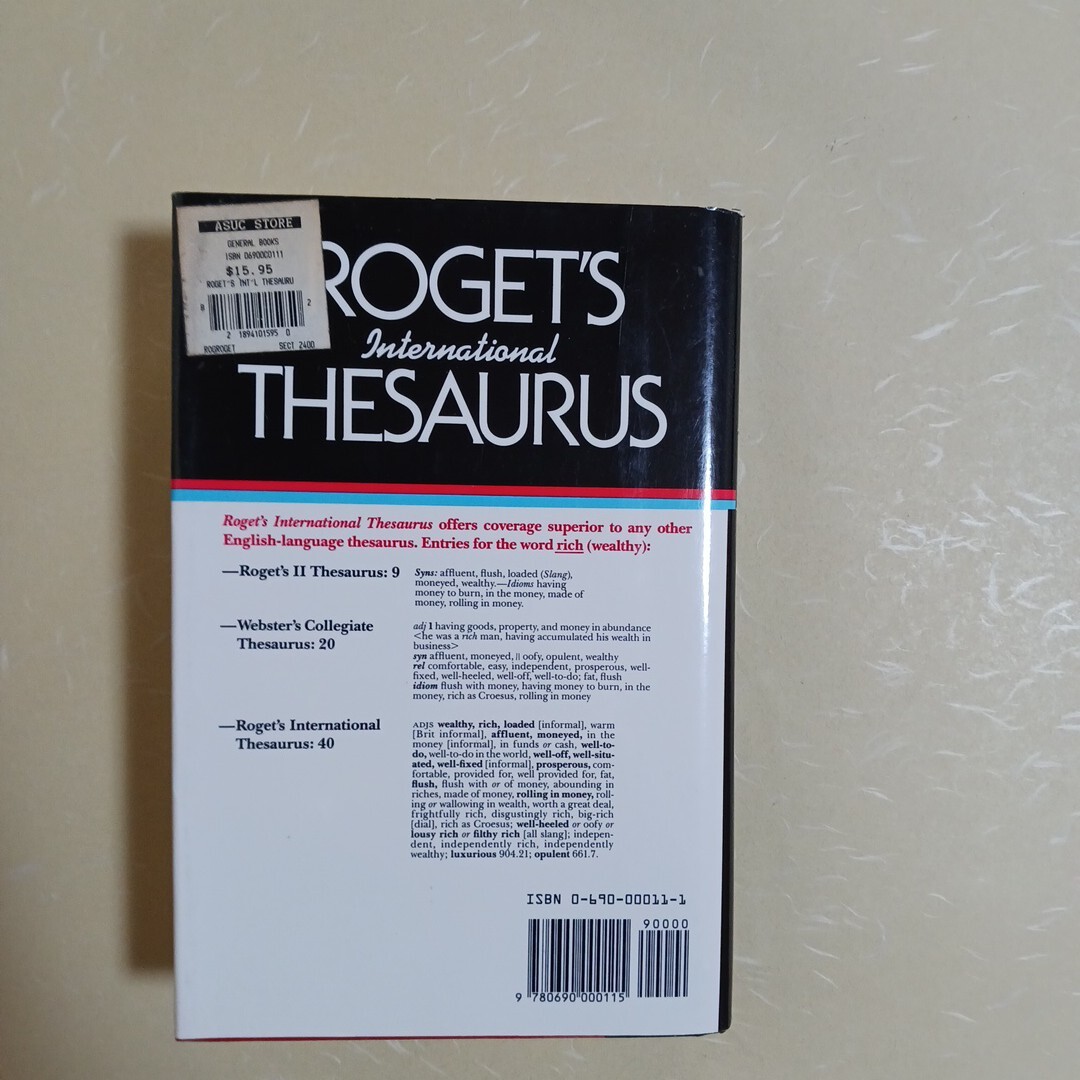 ASUC STORE
GENERAL BOOKS
ISBN 0690000111
$15.95
ROGET'S INT'L THESAURU
8 2
2 1894101595 0
ROGROGET SECT 2400
ROGET'S
International
THESAURUS
Roget's International Thesaurus offers coverage superior to any other
English-language thesaurus. Entries for the word rich (wealthy):
—Roget's II Thesaurus: 9
Syns: affluent, flush, loaded (Slang),
moneyed, wealthy.—Idioms having
money to burn, in the money, made of
money, rolling in money.
—Webster's Collegiate
Thesaurus: 20
adj 1 having goods, property, and money in abundance
<he was a rich man, having accumulated his wealth in
business>
syn affluent, moneyed, || oofy, opulent, wealthy
rel comfortable, easy, independent, prosperous, well-
fixed, well-heeled, well-off, well-to-do; fat, flush
idiom flush with money, having money to burn, in the
money, rich as Croesus, rolling in money
—Roget's International
Thesaurus: 40
ADJS wealthy, rich, loaded [informal], warm
[Brit informal], affluent, moneyed, in the
money [informal], in funds or cash, well-to-
do, well-to-do in the world, well-off, well-situ-
ated, well-fixed [informal], prosperous, com-
fortable, provided for, well provided for, fat,
flush, flush with or of money, abounding in
riches, made of money, rolling in money, roll-
ing or wallowing in wealth, worth a great deal,
frightfully rich, disgustingly rich, big-rich
[dial], rich as Croesus; well-heeled or oofy or
lousy rich or filthy rich [all slang]; indepen-
dent, independently rich, independently
wealthy; luxurious 904.21; opulent 661.7.
ISBN 0-690-00011-1
90000
9 780690 000115